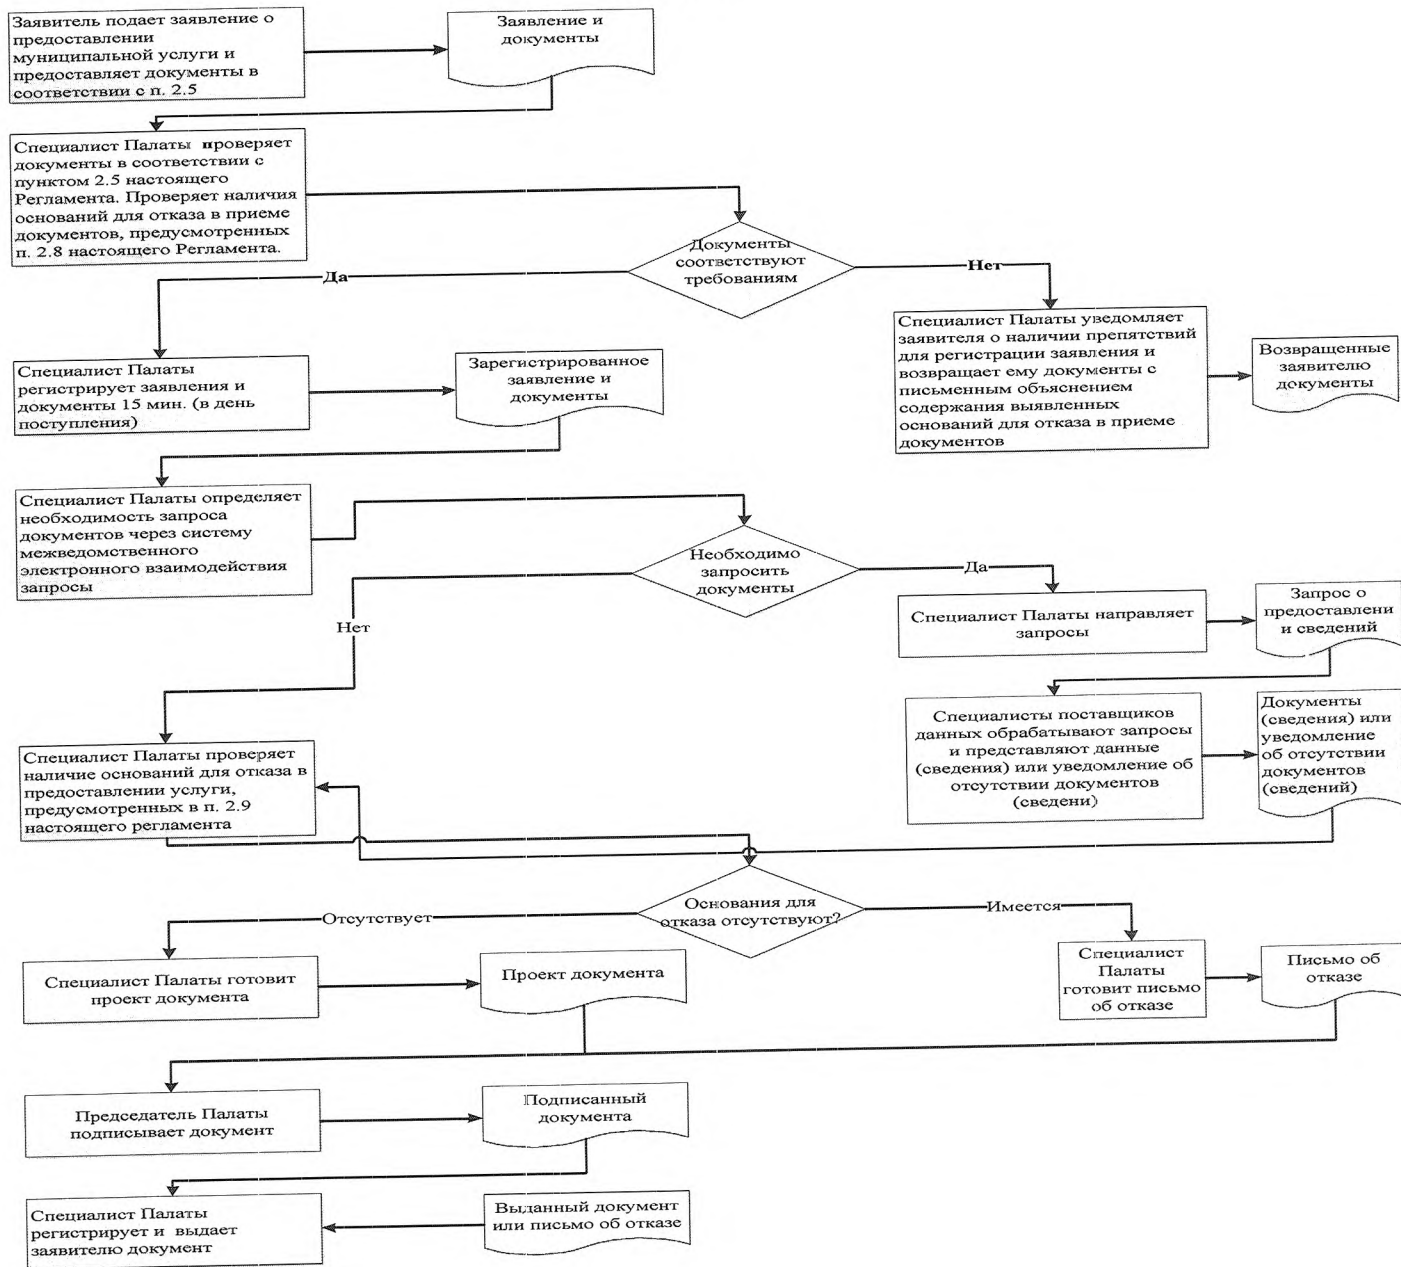 Заявитель подает заявление о
предоставлении
муниципальной услуги и
предоставляет документы в
соответствии с п. 2.5
Заявление и
документы
Специалист Палаты проверяет
документы в соответствии с
пунктом 2.5 настоящего
Регламента. Проверяет наличия
оснований для отказа в приеме
документов, предусмотренных
п. 2.8 настоящего Регламента.
Документы
соответствуют
требованиям
Да
Нет
Специалист Палаты уведомляет
заявителя о наличии препятствий
для регистрации заявления и
возвращает ему документы с
письменным объяснением
содержания выявленных
оснований для отказа в приеме
документов
Возвращенные
заявителю
документы
Специалист Палаты
регистрирует заявления и
документы 15 мин. (в день
поступления)
Зарегистрированное
заявление и
документы
Специалист Палаты определяет
необходимость запроса
документов через систему
межведомственного
электронного взаимодействия
запросы
Необходимо
запросить
документы
Да
Нет
Специалист Палаты направляет
запросы
Запрос о
предоставлени
и сведений
Специалисты поставщиков
данных обрабатывают запросы
и представляют данные
(сведения) или уведомление об
отсутствии документов
(сведени)
Документы
(сведения) или
уведомление
об отсутствии
документов
(сведений)
Специалист Палаты проверяет
наличие оснований для отказа в
предоставлении услуги,
предусмотренных в п. 2.9
настоящего регламента
Основания для
отказа отсутствуют?
Отсутствует
Имеется
Специалист Палаты готовит
проект документа
Проект документа
Специалист
Палаты
готовит письмо
об отказе
Письмо об
отказе
Председатель Палаты
подписывает документ
Подписанный
документа
Специалист Палаты
регистрирует и выдает
заявителю документ
Выданный документ
или письмо об отказе